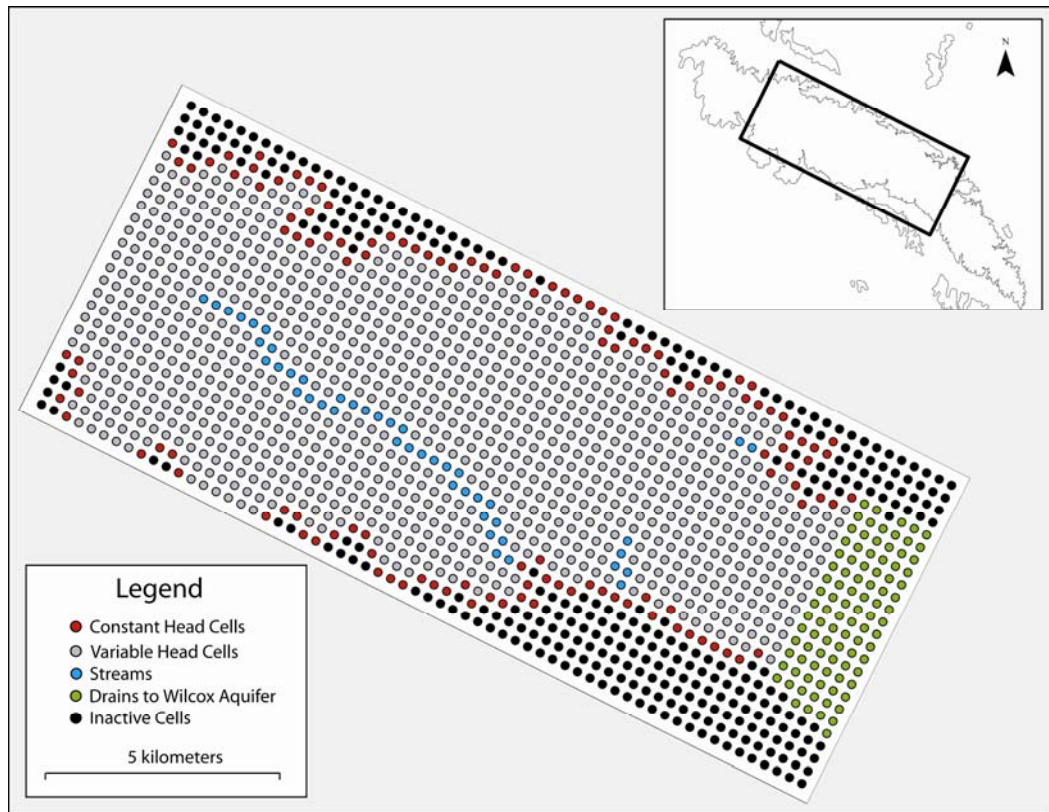 N
Legend
Constant Head Cells
Variable Head Cells
Streams
Drains to Wilcox Aquifer
Inactive Cells
5 kilometers